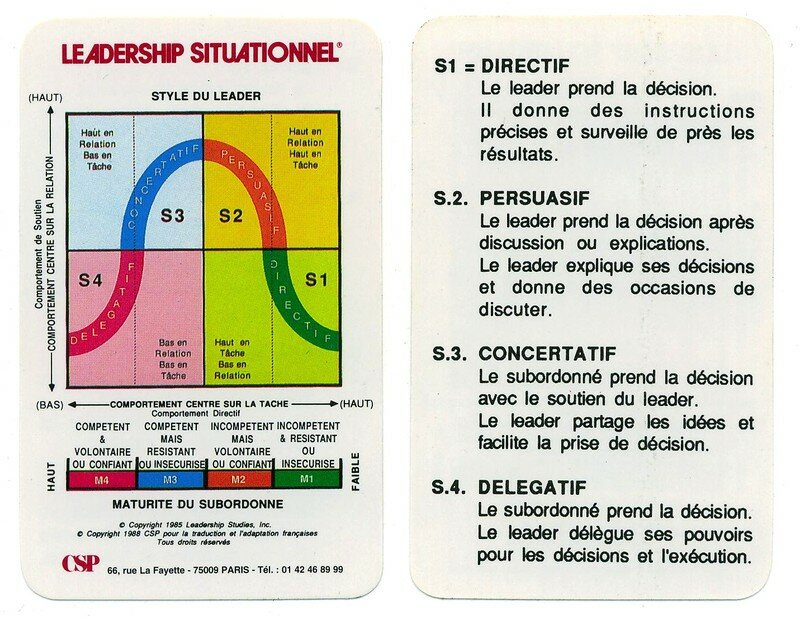 LEADERSHIP SITUATIONNEL®
(HAUT)
STYLE DU LEADER
Comportement de Soutien
COMPORTEMENT CENTRE SUR LA RELATION
Haut en
Relation
Bas en
Tâche
Haut en
Relation
Haut en
Tâche
CONCERTATIF
PERSUASIF
S3
S2
S4
S1
DELEGATIF
DIRECTIF
Bas en
Relation
Bas en
Tâche
Haut en
Tâche
Bas en
Relation
(BAS)
COMPORTEMENT CENTRE SUR LA TACHE
(HAUT)
Comportement Directif
COMPETENT
&
VOLONTAIRE
OU CONFIANT
COMPETENT
MAIS
RESISTANT
OU INSECURISE
INCOMPETENT
MAIS
VOLONTAIRE
OU CONFIANT
INCOMPETENT
& RESISTANT
OU
INSECURISE
HAUT
M4
M3
M2
M1
FAIBLE
MATURITE DU SUBORDONNE
© Copyright 1985 Leadership Studies, Inc.
© Copyright 1988 CSP pour la traduction et l'adaptation françaises
Tous droits réservés
CSP
66, rue La Fayette - 75009 PARIS - Tél. : 01 42 46 89 99
S1 = DIRECTIF
Le leader prend la décision.
Il donne des instructions
précises et surveille de près les
résultats.
S.2. PERSUASIF
Le leader prend la décision après
discussion ou explications.
Le leader explique ses décisions
et donne des occasions de
discuter.
S.3. CONCERTATIF
Le subordonné prend la décision
avec le soutien du leader.
Le leader partage les idées et
facilite la prise de décision.
S.4. DELEGATIF
Le subordonné prend la décision.
Le leader délègue ses pouvoirs
pour les décisions et l'exécution.